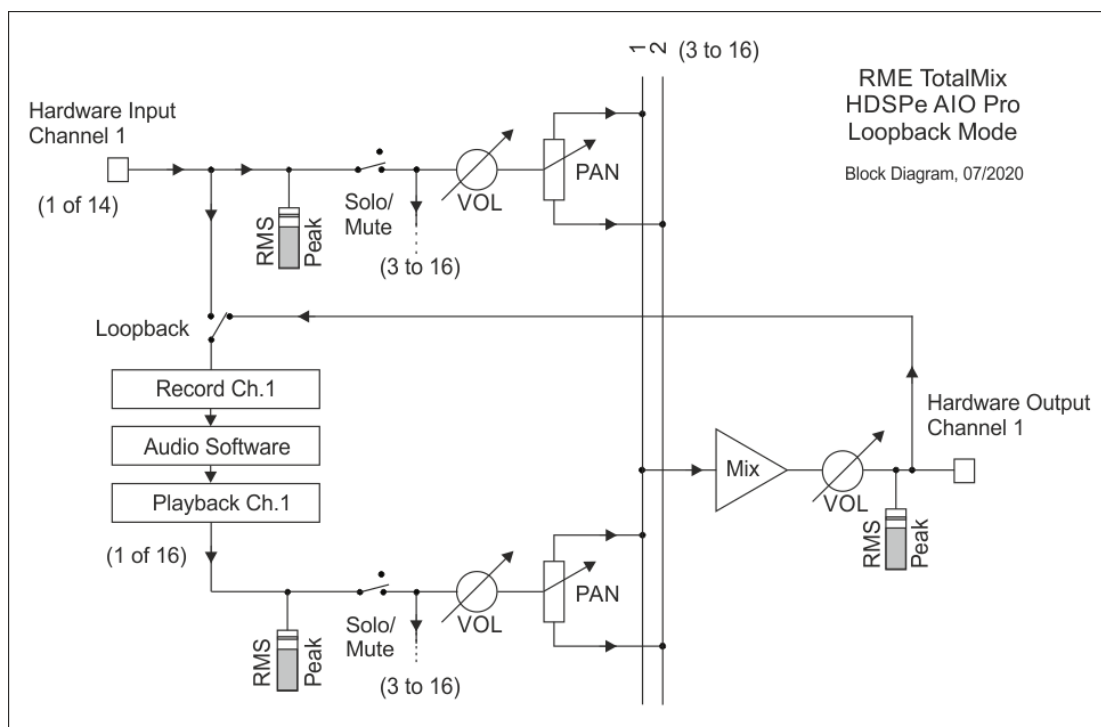 1
2
(3 to 16)
RME TotalMix
HDSPe AIO Pro
Loopback Mode
Block Diagram, 07/2020
Hardware Input
Channel 1
(1 of 14)
RMS
Peak
Solo/
Mute
(3 to 16)
VOL
PAN
Loopback
Record Ch.1
Audio Software
Playback Ch.1
(1 of 16)
Hardware Output
Channel 1
Mix
VOL
RMS
Peak
RMS
Peak
Solo/
Mute
(3 to 16)
VOL
PAN